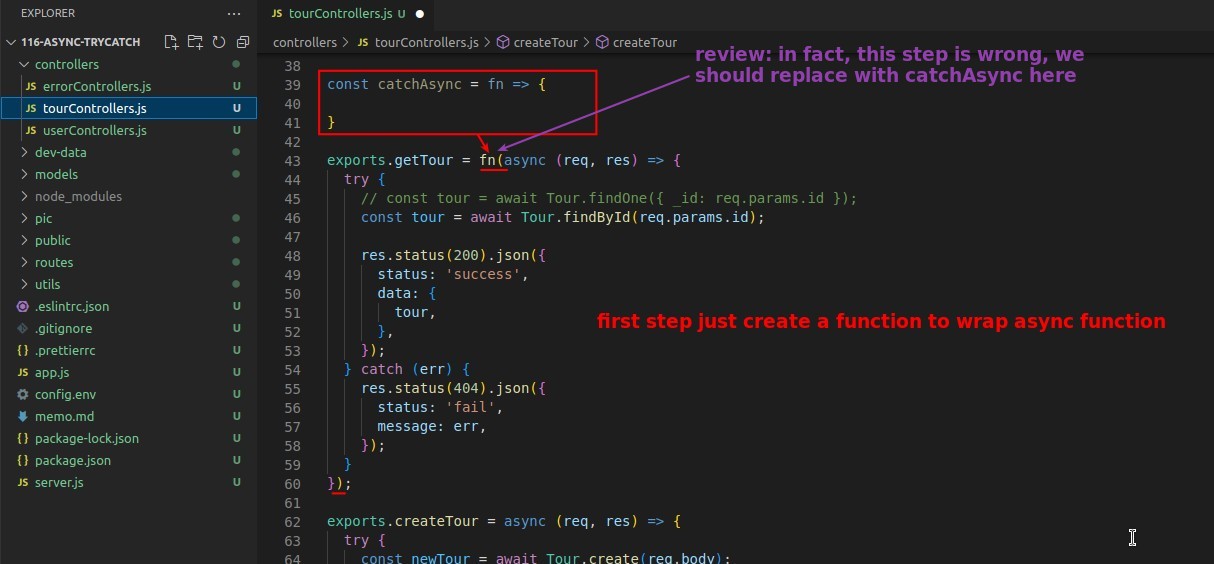 EXPLORER ...
JS tourControllers.js U ●
116-ASYNC-TRYCATCH
controllers > JS tourControllers.js > createTour > createTour
controllers
JS errorControllers.js U
JS tourControllers.js U
JS userControllers.js U
dev-data
models
node_modules
pic
public
routes
utils
.eslintrc.json U
.gitignore U
{} .prettierrc U
JS app.js U
config.env U
memo.md U
{} package-lock.json U
{} package.json U
JS server.js U
review: in fact, this step is wrong, we
should replace with catchAsync here
38
39 const catchAsync = fn => {
40
41 }
42
43 exports.getTour = fn(async (req, res) => {
44 try {
45 // const tour = await Tour.findOne({ _id: req.params.id });
46 const tour = await Tour.findById(req.params.id);
47
48 res.status(200).json({
49 status: 'success',
50 data: {
51 tour,
52 },
53 });
54 } catch (err) {
55 res.status(404).json({
56 status: 'fail',
57 message: err,
58 });
59 }
60 });
61
62 exports.createTour = async (req, res) => {
63 try {
64 const newTour = await Tour.create(req.body);
first step just create a function to wrap async function